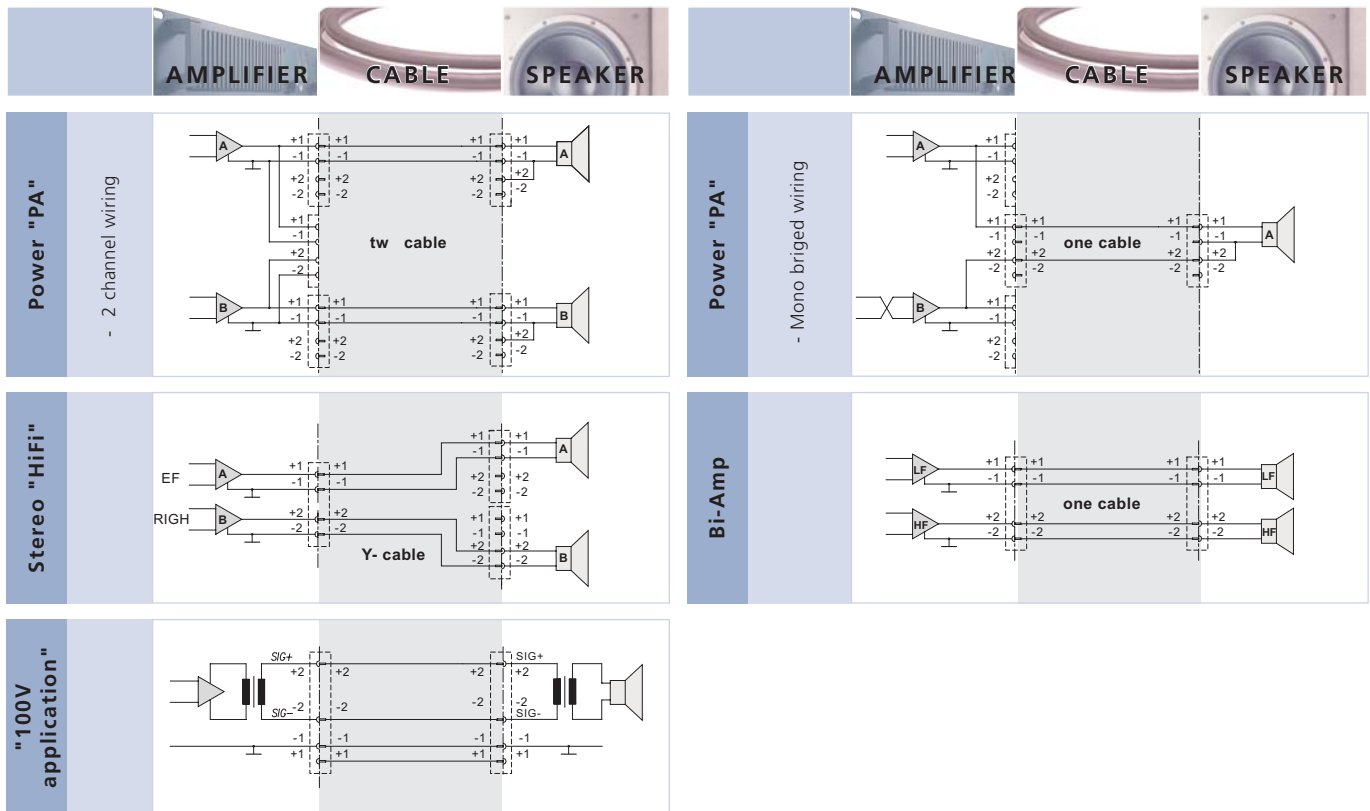 AMPLIFIER CABLE SPEAKER
AMPLIFIER CABLE SPEAKER
Power "PA"
- 2 channel wiring
A
+1 +1 +1 +1
-1 -1 -1 -1
+2 +2 +2 +2
-2 -2 -2 -2
A
+1
-1
+2
-2
tw cable
B
+1 +1 +1 +1
-1 -1 -1 -1
+2 +2 +2 +2
-2 -2 -2 -2
B
Power "PA"
- Mono briged wiring
A
+1
-1
+2
-2
+1 +1 +1 +1
-1 -1 -1 -1
+2 +2 +2 +2
-2 -2 -2 -2
one cable
A
B
+1
-1
+2
-2
Stereo "HiFi"
EF
A
+1 +1
-1 -1
RIGH
B
+2 +2
-2 -2
Y- cable
+1 +1
-1 -1
+2 +2
-2 -2
A
+1 +1
-1 -1
+2 +2
-2 -2
B
Bi-Amp
LF
+1 +1 +1 +1
-1 -1 -1 -1
LF
one cable
HF
+2 +2 +2 +2
-2 -2 -2 -2
HF
"100V
application"
SIG+ SIG+
+2 +2 +2 +2
-2 -2 -2 -2
SIG– SIG-
-1 -1 -1 -1
+1 +1 +1 +1